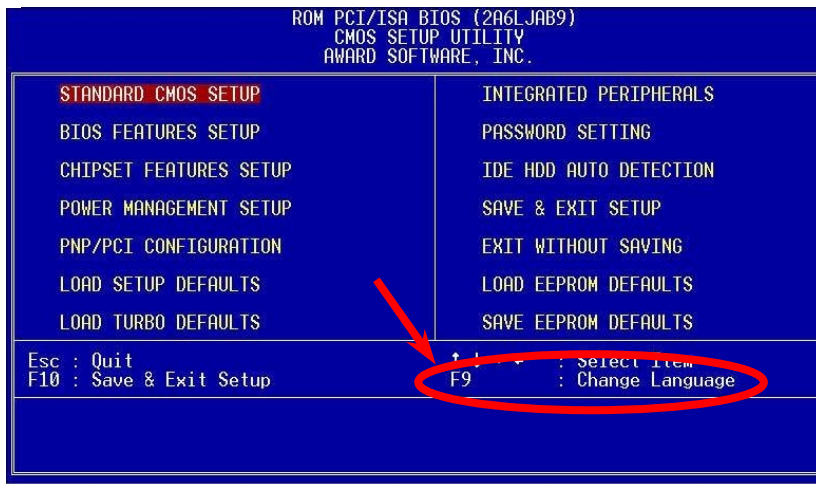 ROM PCI/ISA BIOS (2A6LJAB9)
CMOS SETUP UTILITY
AWARD SOFTWARE, INC.
STANDARD CMOS SETUP
BIOS FEATURES SETUP
CHIPSET FEATURES SETUP
POWER MANAGEMENT SETUP
PNP/PCI CONFIGURATION
LOAD SETUP DEFAULTS
LOAD TURBO DEFAULTS
INTEGRATED PERIPHERALS
PASSWORD SETTING
IDE HDD AUTO DETECTION
SAVE & EXIT SETUP
EXIT WITHOUT SAVING
LOAD EEPROM DEFAULTS
SAVE EEPROM DEFAULTS
Esc : Quit
F10 : Save & Exit Setup
↑ ↓ → ← : Select Item
F9 : Change Language